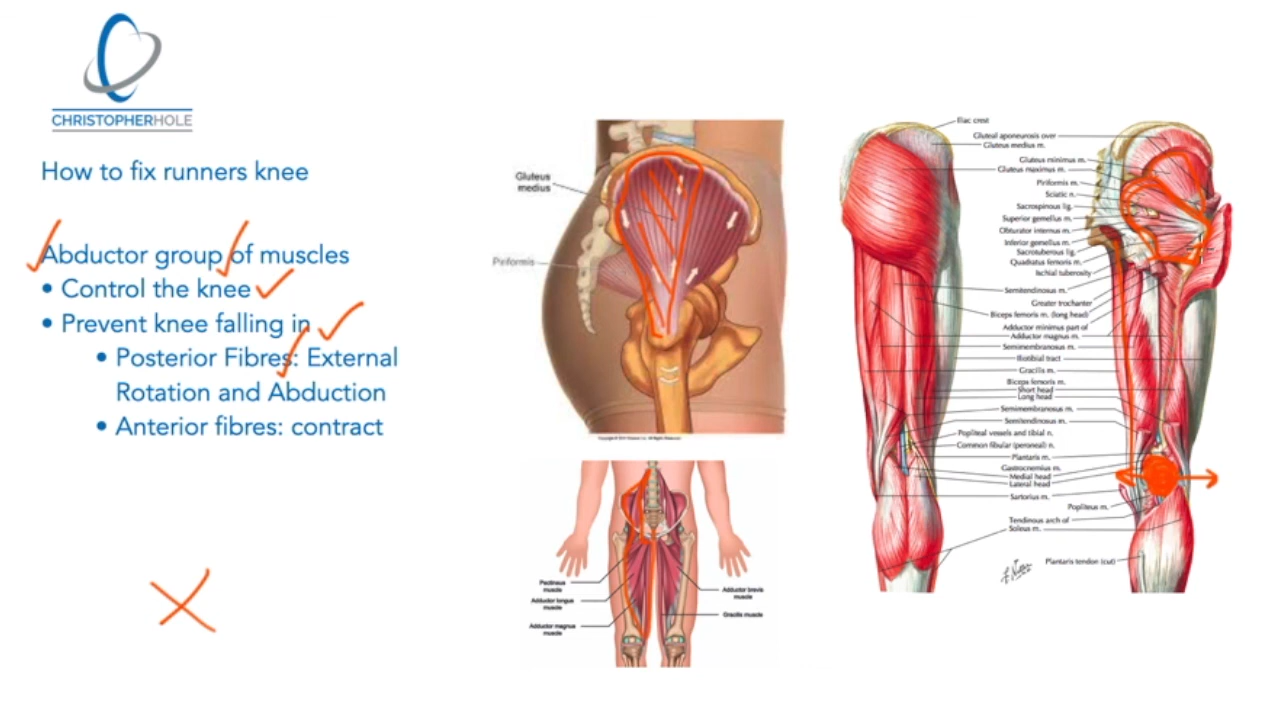 CHRISTOPHERHOLE
How to fix runners knee
Abductor group of muscles
• Control the knee
• Prevent knee falling in
• Posterior Fibres: External
Rotation and Abduction
• Anterior fibres: contract
Gluteus
medius
Piriformis
Pectineus
muscle
Adductor longus
muscle
Adductor magnus
muscle
Adductor brevis
muscle
Gracilis muscle
Iliac crest
Gluteal aponeurosis over
Gluteus medius m.
Gluteus minimus m.
Gluteus maximus m.
Piriformis m.
Sciatic n.
Sacrospinous lig.
Superior gemellus m.
Obturator internus m.
Inferior gemellus m.
Sacrotuberous lig.
Quadratus femoris m.
Ischial tuberosity
Semitendinosus m.
Greater trochanter
Biceps femoris m. (long head)
Adductor minimus part of
Adductor magnus m.
Semimembranosus m.
Iliotibial tract
Gracilis m.
Biceps femoris m.
Short head
Long head
Semimembranosus m.
Semitendinosus m.
Popliteal vessels and tibial n.
Common fibular (peroneal) n.
Plantaris m.
Gastrocnemius m.
Medial head
Lateral head
Sartorius m.
Popliteus m.
Tendinous arch of
Soleus m.
Plantaris tendon (cut)